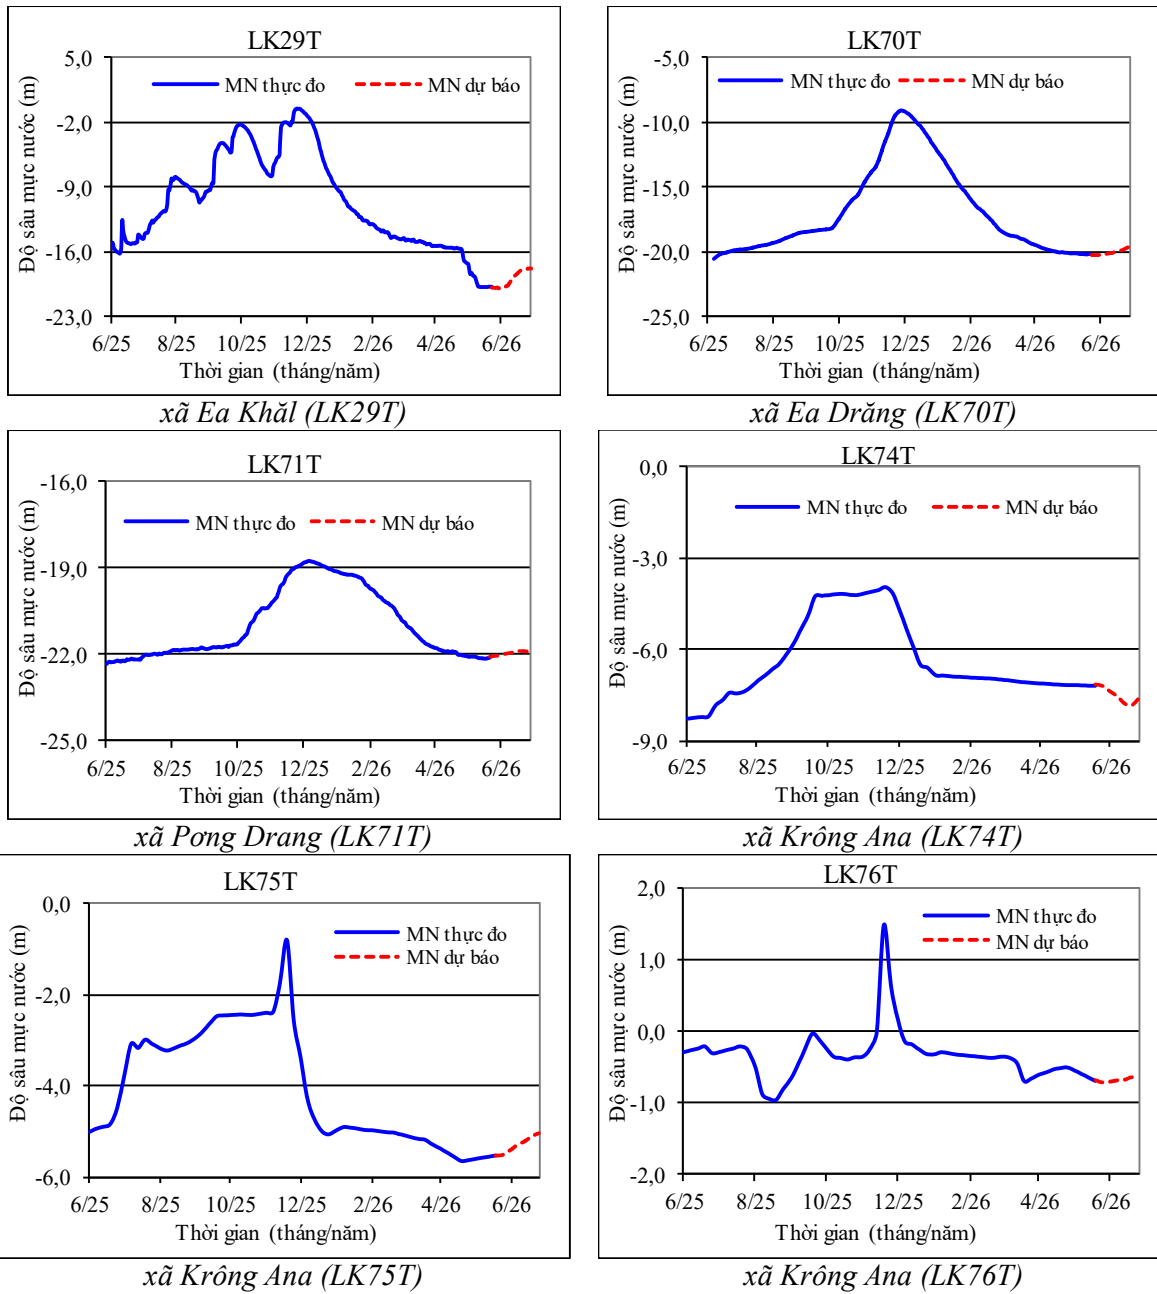 LK29T
MN thực đo
MN dự báo
Độ sâu mực nước (m)
5,0
-2,0
-9,0
-16,0
-23,0
6/25 8/25 10/25 12/25 2/26 4/26 6/26
Thời gian (tháng/năm)
xã Ea Khăl (LK29T)
LK70T
MN thực đo
MN dự báo
Độ sâu mực nước (m)
-5,0
-10,0
-15,0
-20,0
-25,0
6/25 8/25 10/25 12/25 2/26 4/26 6/26
Thời gian (tháng/năm)
xã Ea Drăng (LK70T)
LK71T
MN thực đo
MN dự báo
Độ sâu mực nước (m)
-16,0
-19,0
-22,0
-25,0
6/25 8/25 10/25 12/25 2/26 4/26 6/26
Thời gian (tháng/năm)
xã Pơng Drang (LK71T)
LK74T
MN thực đo
MN dự báo
Độ sâu mực nước (m)
0,0
-3,0
-6,0
-9,0
6/25 8/25 10/25 12/25 2/26 4/26 6/26
Thời gian (tháng/năm)
xã Krông Ana (LK74T)
LK75T
MN thực đo
MN dự báo
Độ sâu mực nước (m)
0,0
-2,0
-4,0
-6,0
6/25 8/25 10/25 12/25 2/26 4/26 6/26
Thời gian (tháng/năm)
xã Krông Ana (LK75T)
LK76T
MN thực đo
MN dự báo
Độ sâu mực nước (m)
2,0
1,0
0,0
-1,0
-2,0
6/25 8/25 10/25 12/25 2/26 4/26 6/26
Thời gian (tháng/năm)
xã Krông Ana (LK76T)